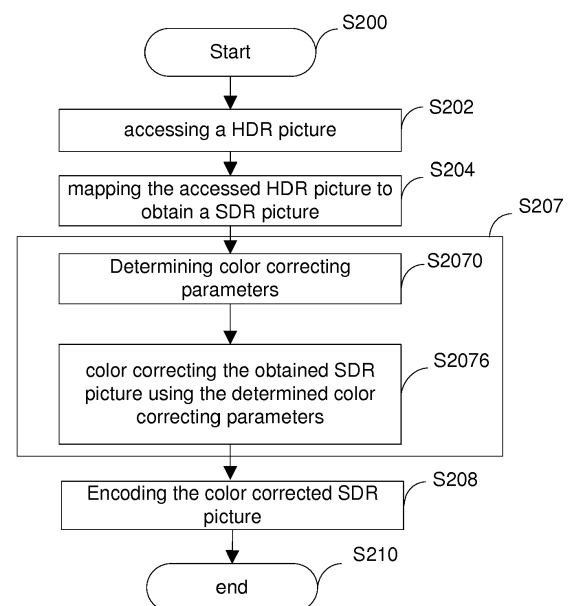 S200
Start
S202
accessing a HDR picture
S204
mapping the accessed HDR picture to
obtain a SDR picture
S207
Determining color correcting
parameters
S2070
color correcting the obtained SDR
picture using the determined color
correcting parameters
S2076
Encoding the color corrected SDR
picture
S208
S210
end